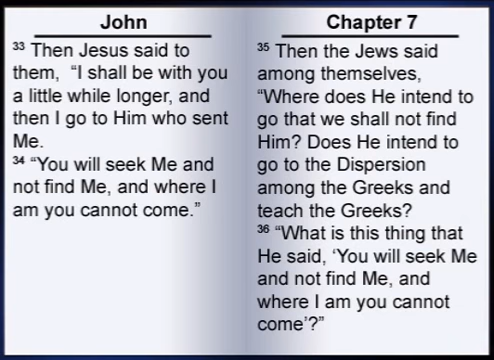 John
³³ Then Jesus said to
them, “I shall be with you
a little while longer, and
then I go to Him who sent
Me.
³⁴ “You will seek Me and
not find Me, and where I
am you cannot come.”
Chapter 7
³⁵ Then the Jews said
among themselves,
“Where does He intend to
go that we shall not find
Him? Does He intend to
go to the Dispersion
among the Greeks and
teach the Greeks?
³⁶ “What is this thing that
He said, ‘You will seek Me
and not find Me, and
where I am you cannot
come’?”